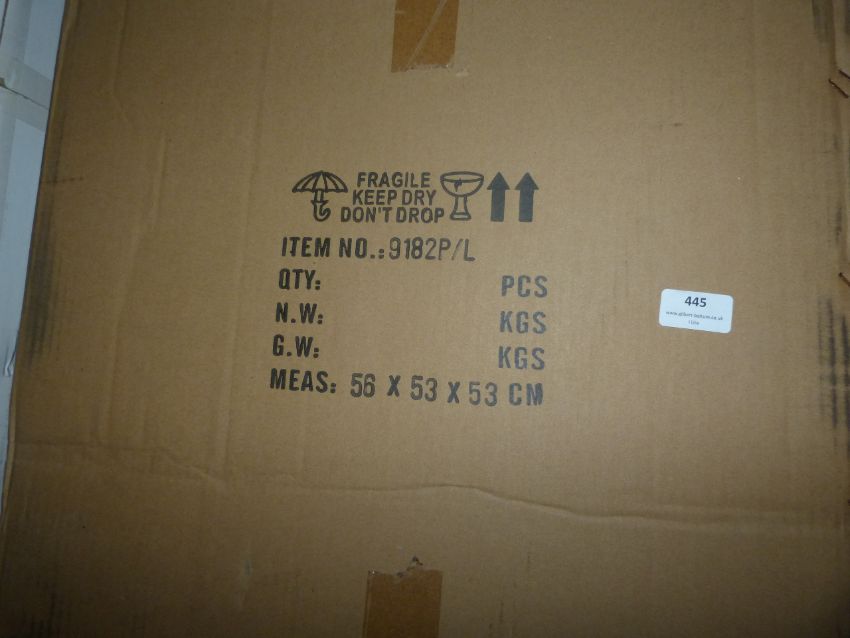 FRAGILE
KEEP DRY
DON'T DROP
ITEM NO.: 9182P/L
QTY: PCS
N.W: KGS
G.W: KGS
MEAS: 56 X 53 X 53 CM
445